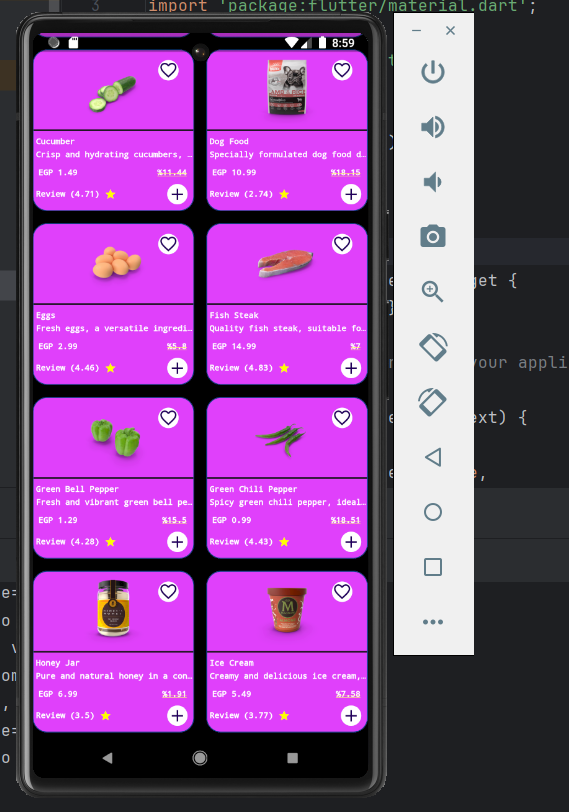 3 import 'package:flutter/material.dart';
8:59
Cucumber
Crisp and hydrating cucumbers, …
EGP 1.49 %11.44
Review (4.71)
Dog Food
Specially formulated dog food d…
EGP 10.99 %18.15
Review (2.74)
Eggs
Fresh eggs, a versatile ingredi…
EGP 2.99 %5.8
Review (4.46)
Fish Steak
Quality fish steak, suitable fo…
EGP 14.99 %7
Review (4.83)
Green Bell Pepper
Fresh and vibrant green bell pe…
EGP 1.29 %15.5
Review (4.28)
Green Chili Pepper
Spicy green chili pepper, ideal…
EGP 0.99 %18.51
Review (4.43)
Honey Jar
Pure and natural honey in a con…
EGP 6.99 %1.91
Review (3.5)
Ice Cream
Creamy and delicious ice cream,…
EGP 5.49 %7.58
Review (3.77)
get {
your appli
ext) {